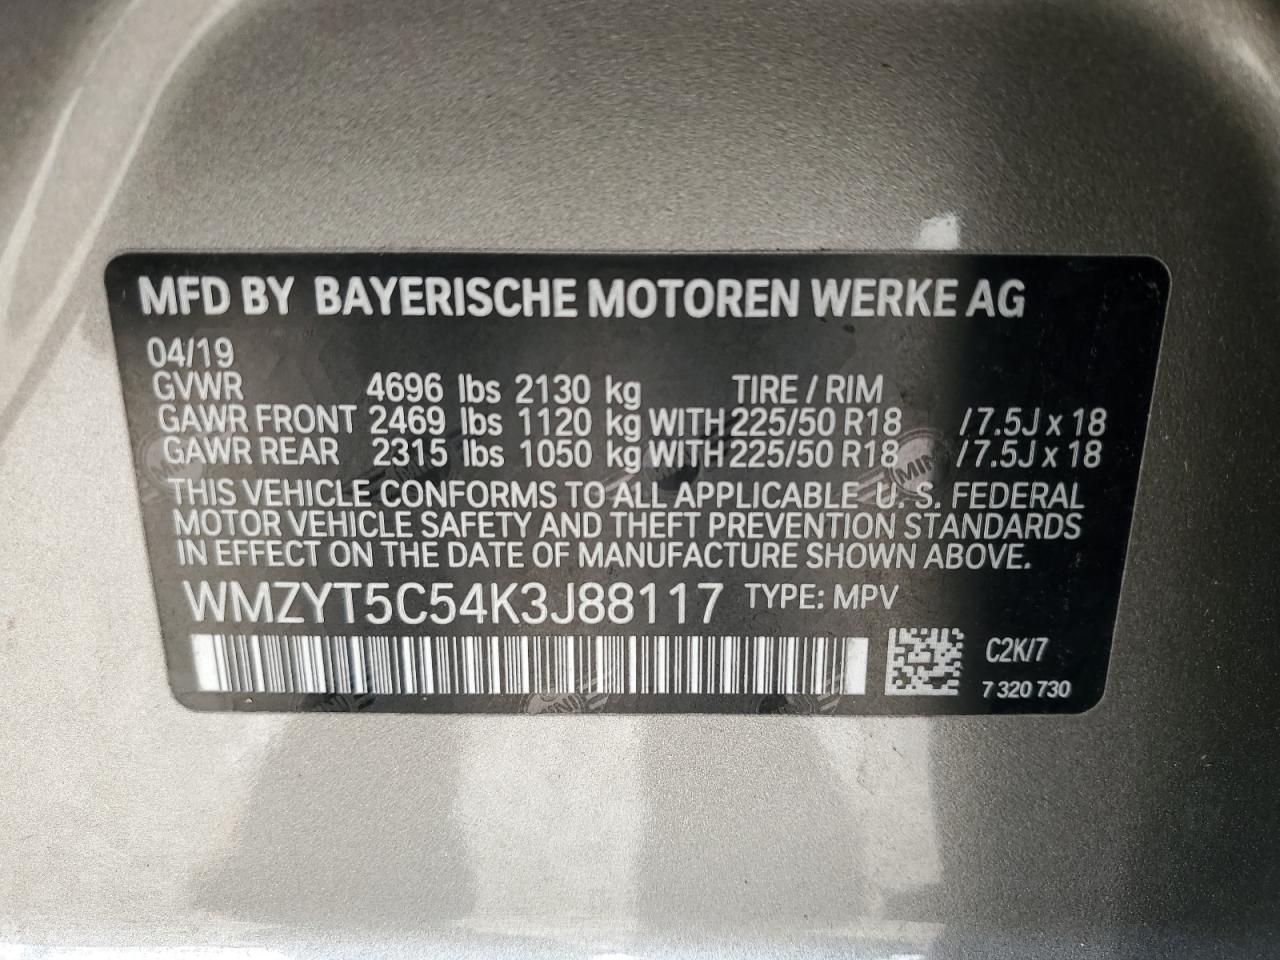 MFD BY BAYERISCHE MOTOREN WERKE AG
04/19
GVWR 4696 lbs 2130 kg TIRE / RIM
GAWR FRONT 2469 lbs 1120 kg WITH 225/50 R18 /7.5J x 18
GAWR REAR 2315 lbs 1050 kg WITH 225/50 R18 /7.5J x 18
THIS VEHICLE CONFORMS TO ALL APPLICABLE U. S. FEDERAL
MOTOR VEHICLE SAFETY AND THEFT PREVENTION STANDARDS
IN EFFECT ON THE DATE OF MANUFACTURE SHOWN ABOVE.
WMZYT5C54K3J88117 TYPE: MPV
C2K/7
7 320 730
MINI